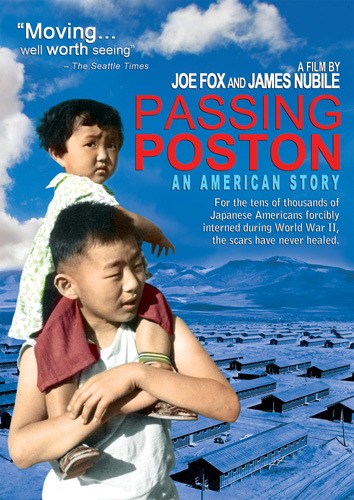 “Moving...
well worth seeing”
– The Seattle Times
A FILM BY
JOE FOX AND JAMES NUBILE
PASSING
POSTON
AN AMERICAN STORY
For the tens of thousands of
Japanese Americans forcibly
interned during World War II,
the scars have never healed.